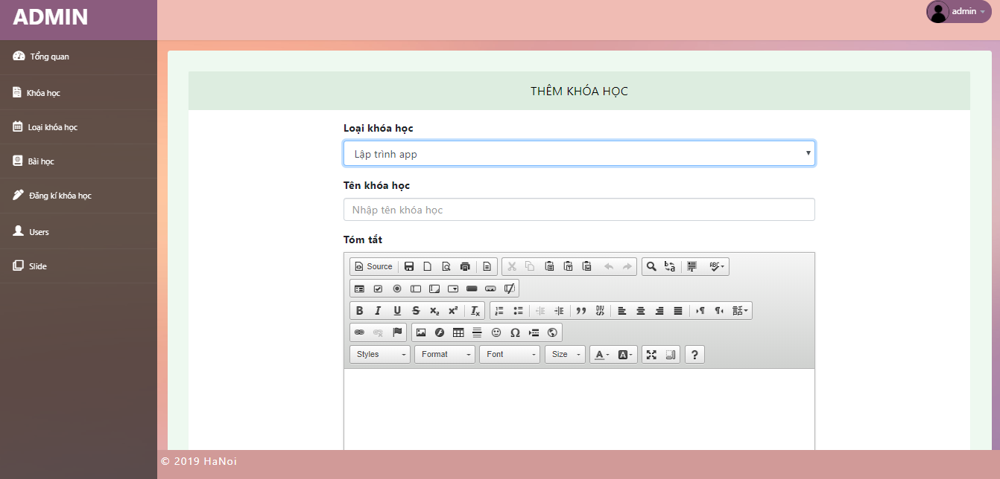 ADMIN
admin
Tổng quan
Khóa học
Loại khóa học
Bài học
Đăng kí khóa học
Users
Slide
THÊM KHÓA HỌC
Loại khóa học
Lập trình app
Tên khóa học
Nhập tên khóa học
Tóm tắt
Source
Styles
Format
Font
Size
© 2019 HaNoi